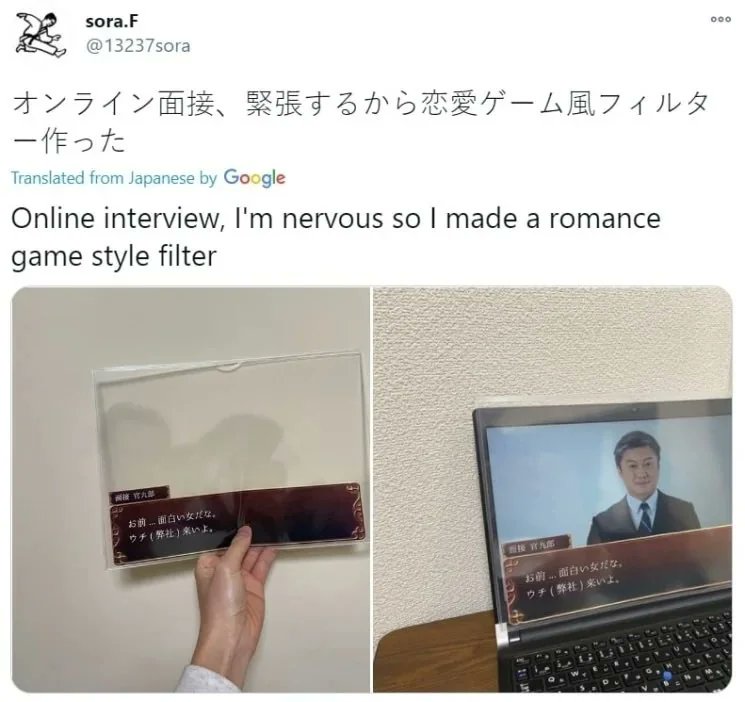 sora.F
@13237sora
オンライン面接、緊張するから恋愛ゲーム風フィルタ
ー作った
Translated from Japanese by Google
Online interview, I'm nervous so I made a romance
game style filter
面接 官九郎
お前...面白い女だな。
ウチ(弊社)来いよ。
面接 官九郎
お前...面白い女だな。
ウチ(弊社)来いよ。